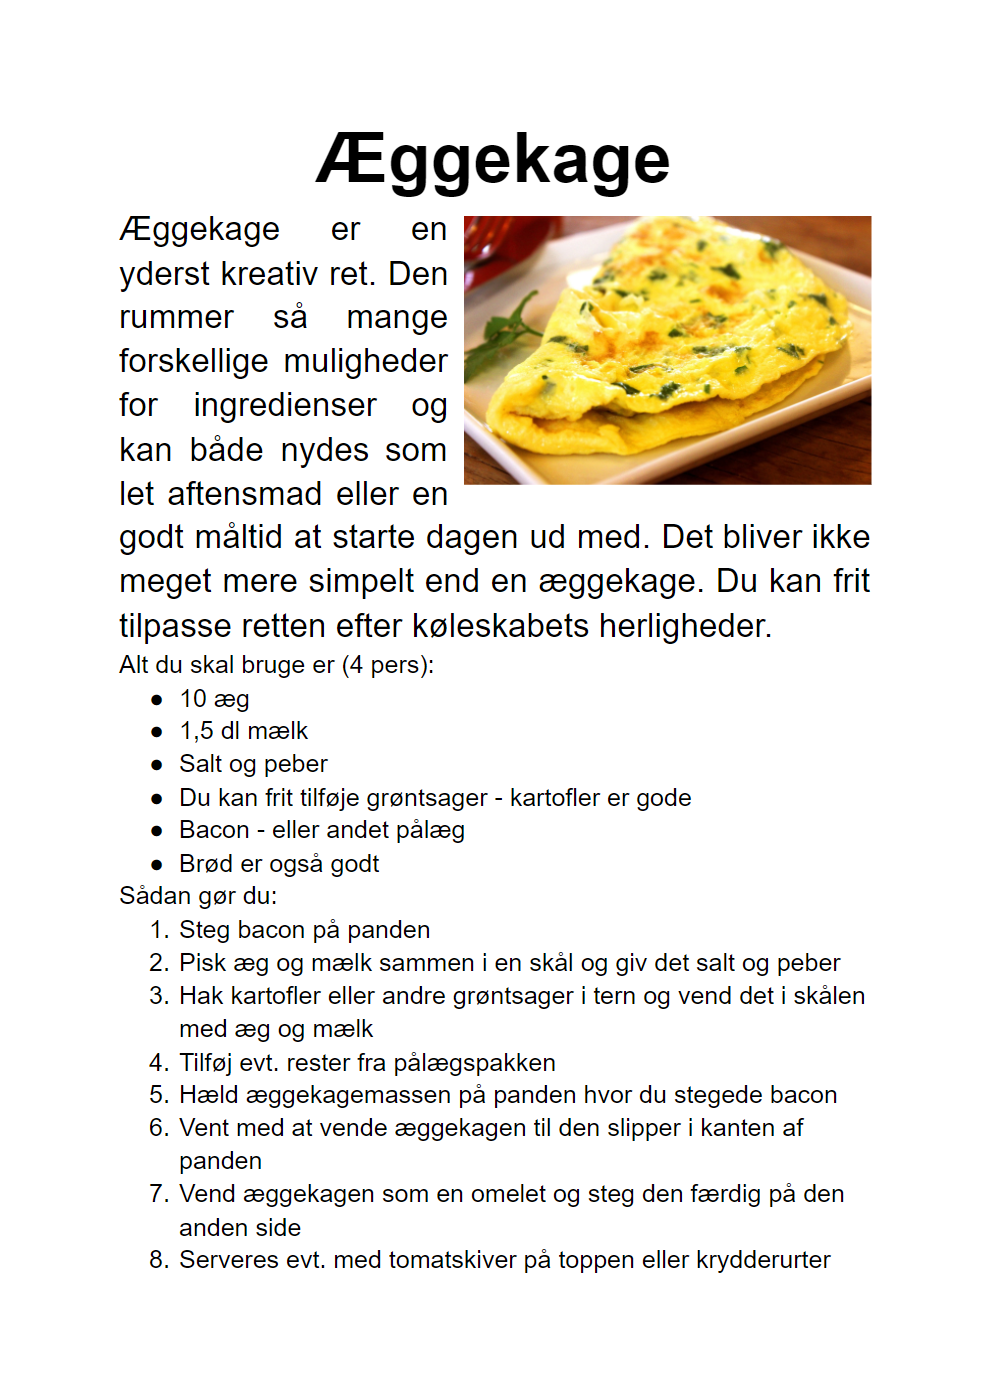 Æggekage
Æggekage er en
yderst kreativ ret. Den
rummer så mange
forskellige muligheder
for ingredienser og
kan både nydes som
let aftensmad eller en
godt måltid at starte dagen ud med. Det bliver ikke
meget mere simpelt end en æggekage. Du kan frit
tilpasse retten efter køleskabets herligheder.
Alt du skal bruge er (4 pers):
● 10 æg
● 1,5 dl mælk
● Salt og peber
● Du kan frit tilføje grøntsager - kartofler er gode
● Bacon - eller andet pålæg
● Brød er også godt
Sådan gør du:
1. Steg bacon på panden
2. Pisk æg og mælk sammen i en skål og giv det salt og peber
3. Hak kartofler eller andre grøntsager i tern og vend det i skålen
med æg og mælk
4. Tilføj evt. rester fra pålægspakken
5. Hæld æggekagemassen på panden hvor du stegede bacon
6. Vent med at vende æggekagen til den slipper i kanten af
panden
7. Vend æggekagen som en omelet og steg den færdig på den
anden side
8. Serveres evt. med tomatskiver på toppen eller krydderurter